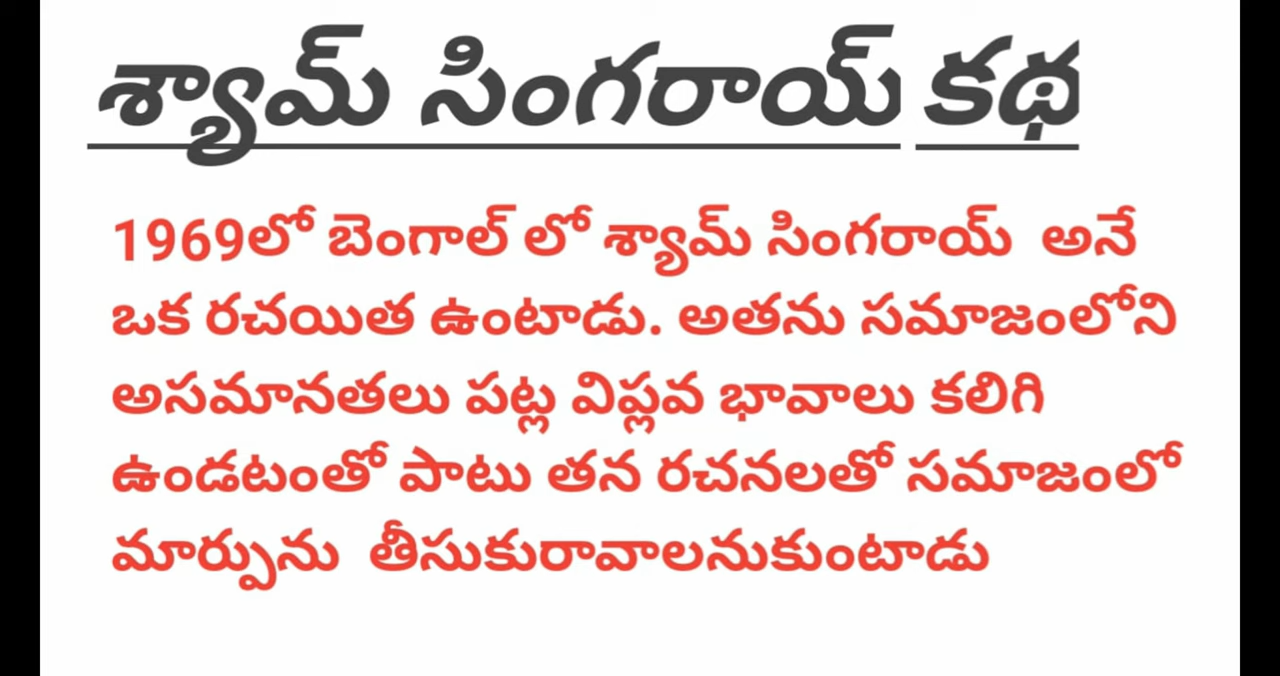 శ్యామ్ సింగరాయ్ కథ
1969లో బెంగాల్ లో శ్యామ్ సింగరాయ్ అనే
ఒక రచయిత ఉంటాడు. అతను సమాజంలోని
అసమానతలు పట్ల విప్లవ భావాలు కలిగి
ఉండటంతో పాటు తన రచనలతో సమాజంలో
మార్పును తీసుకురావాలనుకుంటాడు